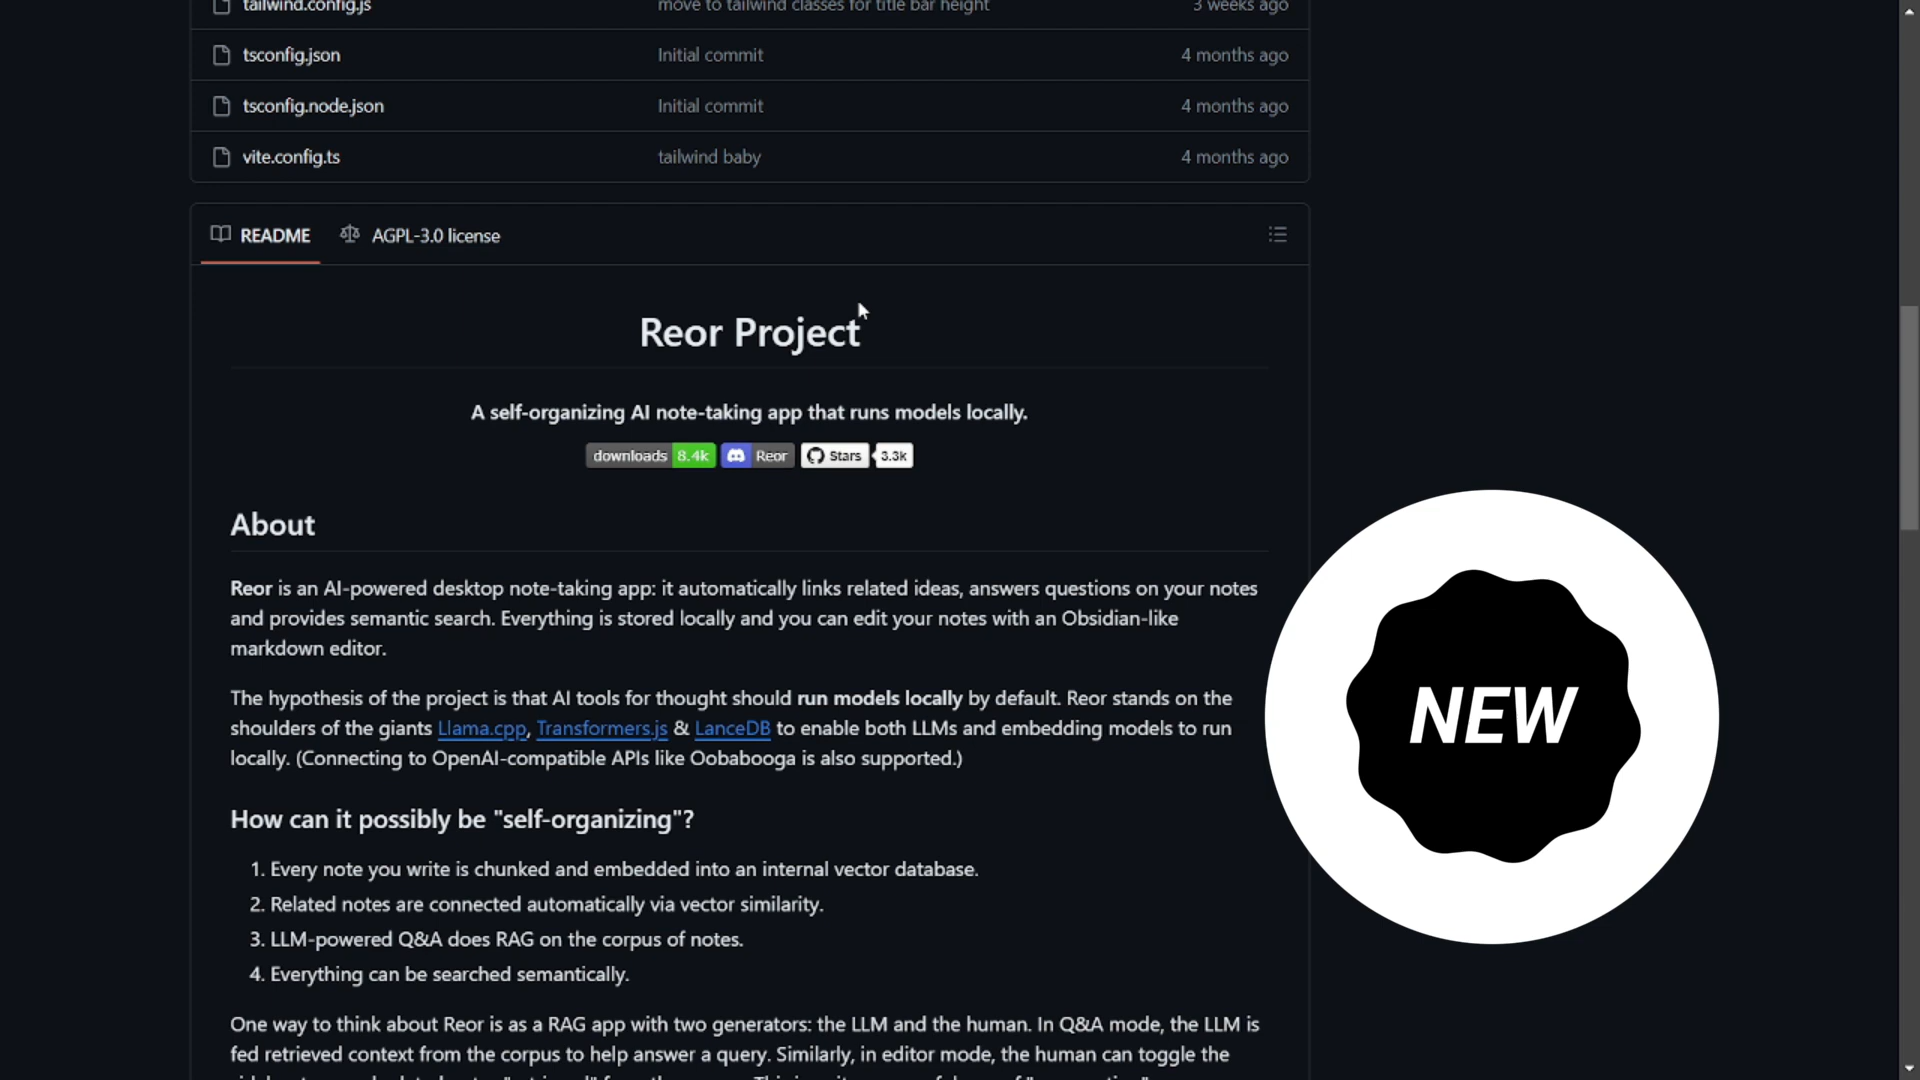 tailwind.config.js move to tailwind classes for title bar height 3 weeks ago
tsconfig.json Initial commit 4 months ago
tsconfig.node.json Initial commit 4 months ago
vite.config.ts tailwind baby 4 months ago
README AGPL-3.0 license
Reor Project
A self-organizing AI note-taking app that runs models locally.
downloads 8.4k Reor Stars 3.3k
About
Reor is an AI-powered desktop note-taking app: it automatically links related ideas, answers questions on your notes
and provides semantic search. Everything is stored locally and you can edit your notes with an Obsidian-like
markdown editor.
The hypothesis of the project is that AI tools for thought should run models locally by default. Reor stands on the
shoulders of the giants Llama.cpp, Transformers.js & LanceDB to enable both LLMs and embedding models to run
locally. (Connecting to OpenAI-compatible APIs like Oobabooga is also supported.)
NEW
How can it possibly be "self-organizing"?
1. Every note you write is chunked and embedded into an internal vector database.
2. Related notes are connected automatically via vector similarity.
3. LLM-powered Q&A does RAG on the corpus of notes.
4. Everything can be searched semantically.
One way to think about Reor is as a RAG app with two generators: the LLM and the human. In Q&A mode, the LLM is
fed retrieved context from the corpus to help answer a query. Similarly, in editor mode, the human can toggle the